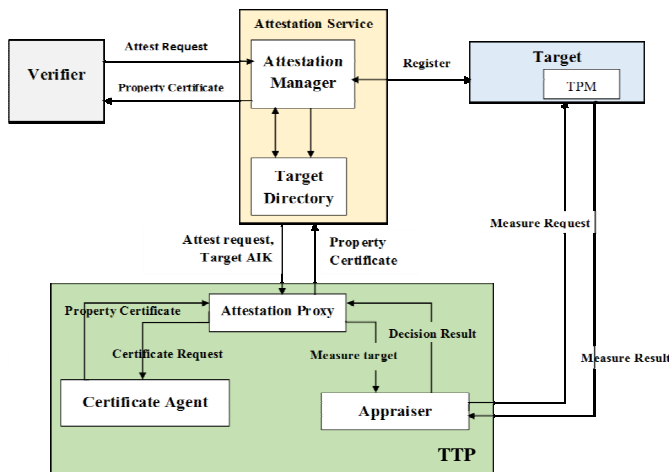 Attestation Service
Verifier
Attest Request
Property Certificate
Attestation
Manager
Register
Target
TPM
Target
Directory
Attest request,
Target AIK
Property
Certificate
Measure Request
Property Certificate
Attestation Proxy
Decision Result
Certificate Request
Measure target
Measure Result
Certificate Agent
Appraiser
TTP